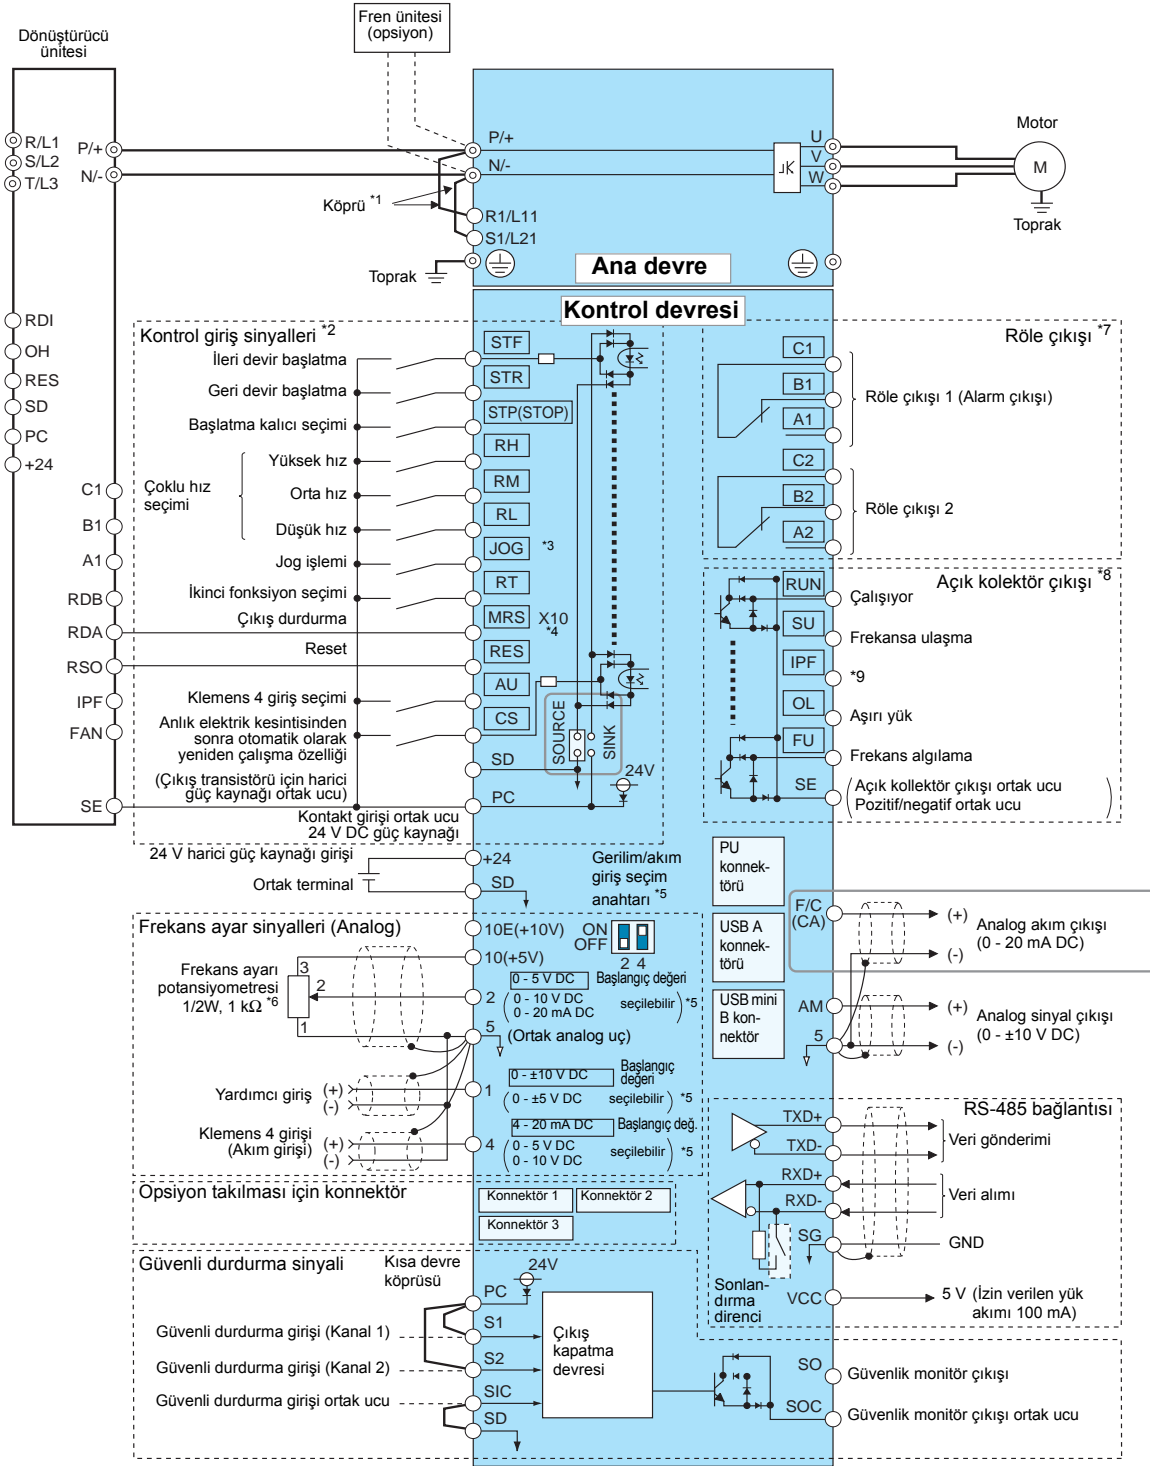 Dönüştürücü
ünitesi
Fren ünitesi
(opsiyon)
R/L1
S/L2
T/L3
P/+
N/-
P/+
N/-
U
V
W
Motor
M
Toprak
Köprü *1
R1/L11
S1/L21
Toprak
Ana devre
RDI
OH
RES
SD
PC
+24
C1
B1
A1
RDB
RDA
RSO
IPF
FAN
SE
Kontrol devresi
Kontrol giriş sinyalleri *2
İleri devir başlatma
STF
Geri devir başlatma
STR
Başlatma kalıcı seçimi
STP(STOP)
Çoklu hız
seçimi
Yüksek hız
RH
Orta hız
RM
Düşük hız
RL
Jog işlemi
JOG *3
İkinci fonksiyon seçimi
RT
Çıkış durdurma
MRS X10
*4
Reset
RES
Klemens 4 giriş seçimi
AU
Anlık elektrik kesintisinden
sonra otomatik olarak
yeniden çalışma özelliği
CS
SOURCE
SINK
SD
(Çıkış transistörü için harici
güç kaynağı ortak ucu)
PC
24V
Kontakt girişi ortak ucu
24 V DC güç kaynağı
Röle çıkışı *7
C1
B1
A1
Röle çıkışı 1 (Alarm çıkışı)
C2
B2
A2
Röle çıkışı 2
Açık kolektör çıkışı *8
RUN
Çalışıyor
SU
Frekansa ulaşma
IPF
*9
OL
Aşırı yük
FU
Frekans algılama
SE
(Açık kollektör çıkışı ortak ucu
Pozitif/negatif ortak ucu)
24 V harici güç kaynağı girişi
+24
Ortak terminal
SD
Gerilim/akım
giriş seçim
anahtarı *5
ON
OFF
2 4
PU
konnek-
törü
USB A
konnek-
törü
USB mini
B kon-
nektör
F/C
(CA)
(+)
(-)
Analog akım çıkışı
(0 - 20 mA DC)
AM
5
(+)
(-)
Analog sinyal çıkışı
(0 - ±10 V DC)
Frekans ayar sinyalleri (Analog)
10E(+10V)
10(+5V)
Frekans ayarı
potansiyometresi
1/2W, 1 kΩ *6
3
2
1
2
0 - 5 V DC Başlangıç değeri
(0 - 10 V DC
0 - 20 mA DC seçilebilir) *5
5
(Ortak analog uç)
Yardımcı giriş
(+)
(-)
1
0 - ±10 V DC Başlangıç
değeri
(0 - ±5 V DC seçilebilir) *5
Klemens 4 girişi
(Akım girişi)
(+)
(-)
4
4 - 20 mA DC Başlangıç değ.
(0 - 5 V DC
0 - 10 V DC seçilebilir) *5
RS-485 bağlantısı
TXD+
TXD-
Veri gönderimi
RXD+
RXD-
Veri alımı
SG
GND
Sonlan-
dırma
direnci
VCC
5 V (İzin verilen yük
akımı 100 mA)
Opsiyon takılması için konnektör
Konnektör 1
Konnektör 2
Konnektör 3
Güvenli durdurma sinyali
Kısa devre
köprüsü
24V
PC
Güvenli durdurma girişi (Kanal 1)
S1
Güvenli durdurma girişi (Kanal 2)
S2
Güvenli durdurma girişi ortak ucu
SIC
SD
Çıkış
kapatma
devresi
SO
Güvenlik monitör çıkışı
SOC
Güvenlik monitör çıkışı ortak ucu